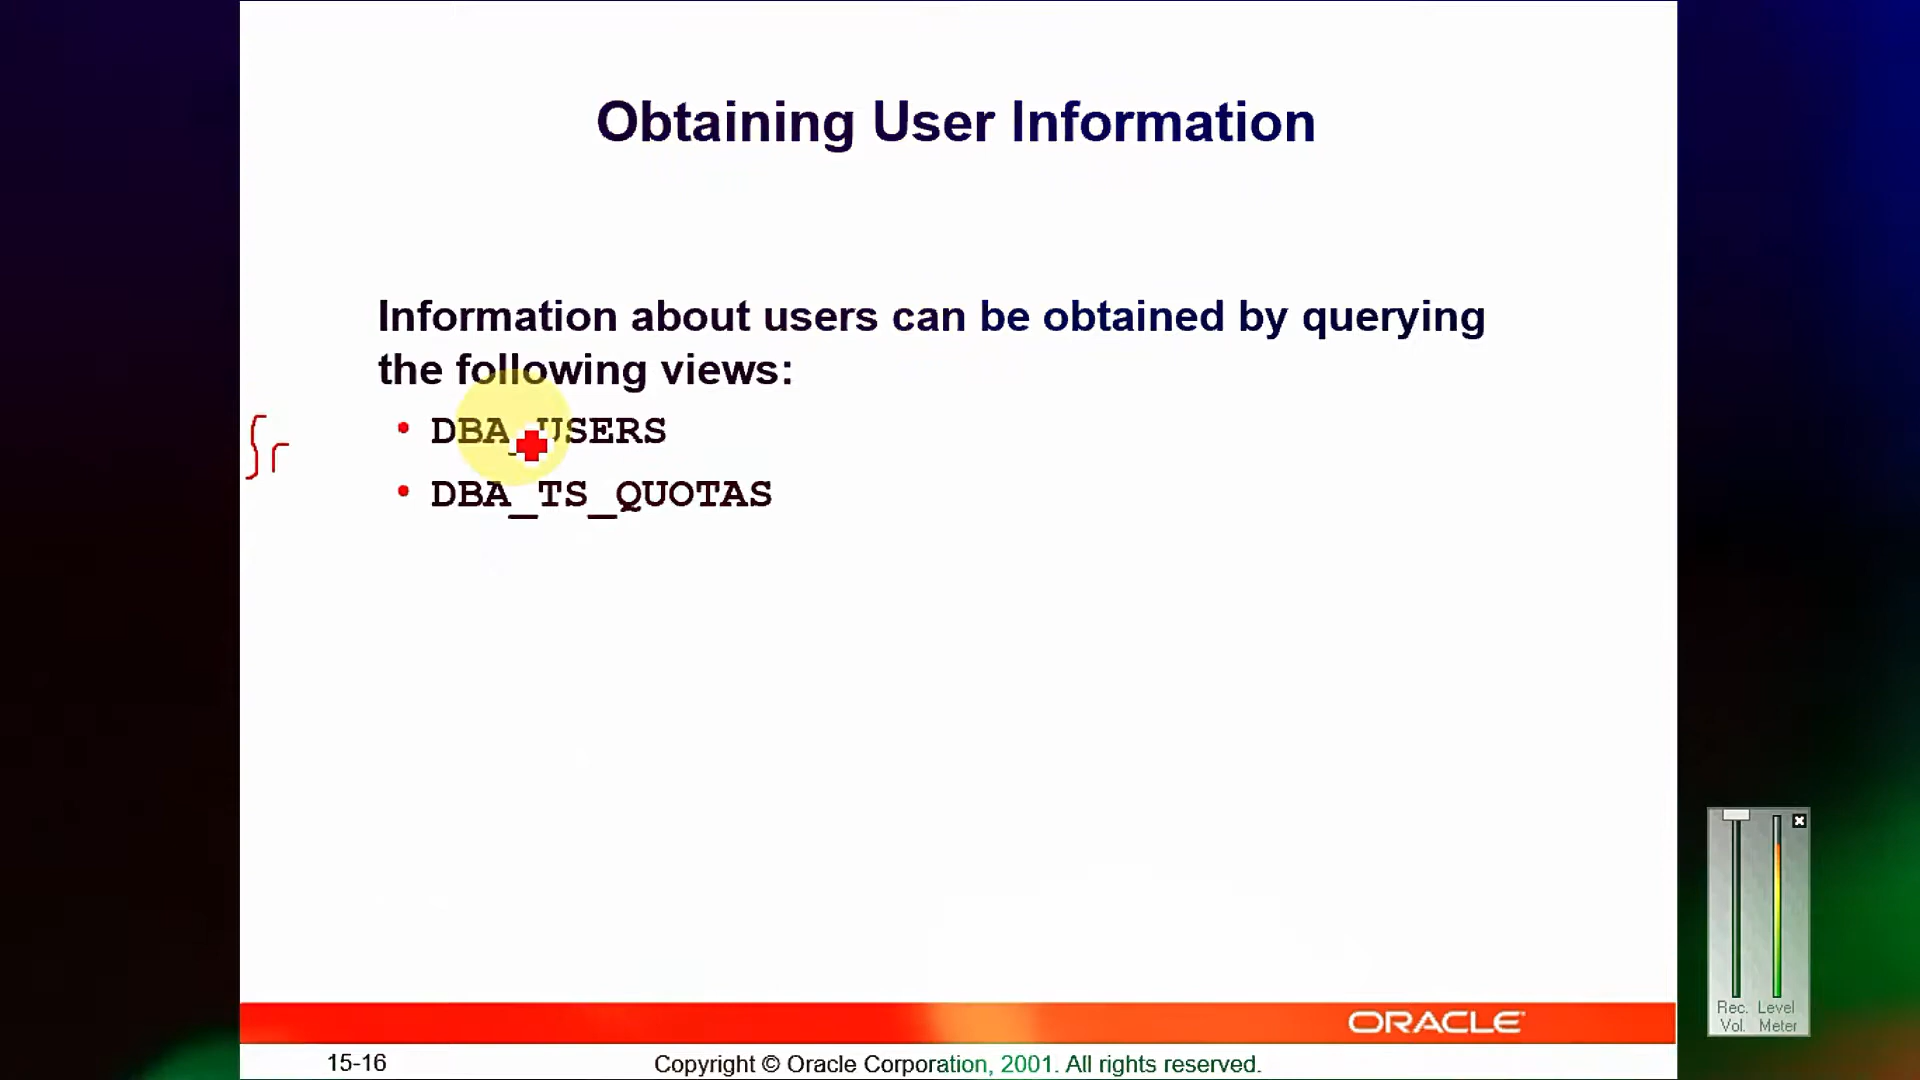 Obtaining User Information
Information about users can be obtained by querying
the following views:
• DBA_USERS
• DBA_TS_QUOTAS
ORACLE
15-16
Copyright © Oracle Corporation, 2001. All rights reserved.
Rec. Level
Vol. Meter